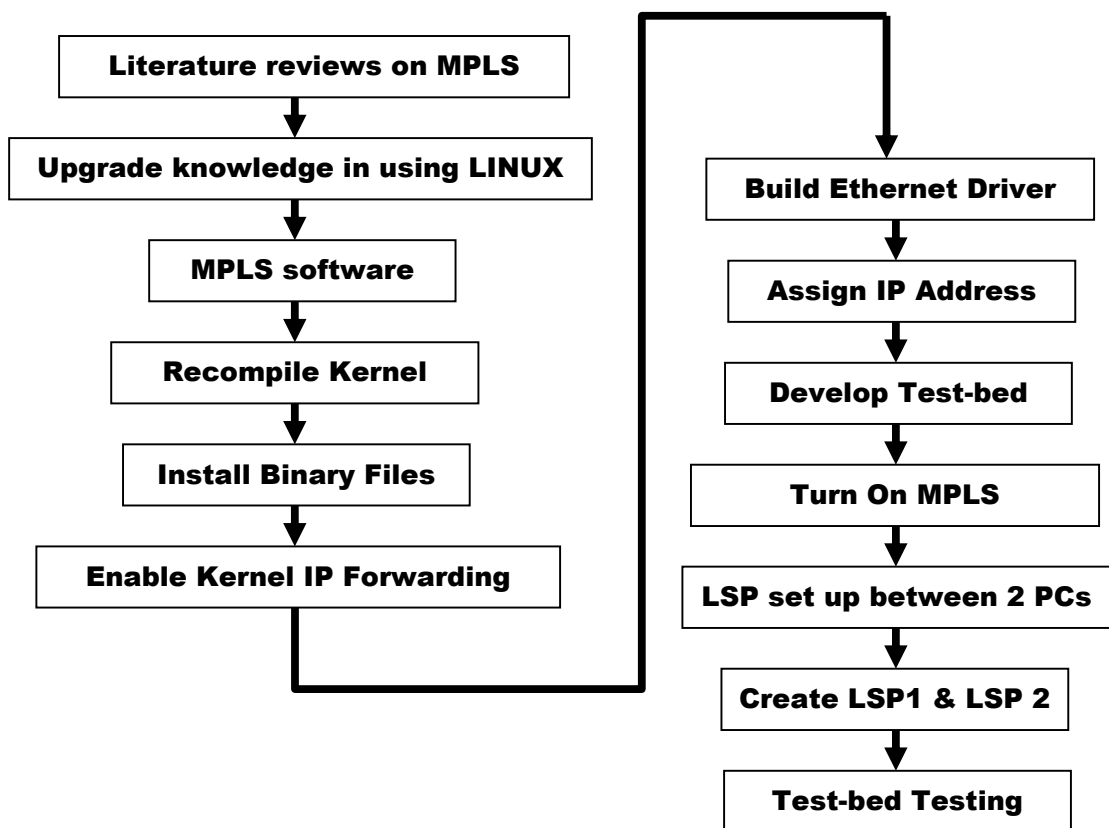 Literature reviews on MPLS
Upgrade knowledge in using LINUX
MPLS software
Recompile Kernel
Install Binary Files
Enable Kernel IP Forwarding
Build Ethernet Driver
Assign IP Address
Develop Test-bed
Turn On MPLS
LSP set up between 2 PCs
Create LSP1 & LSP 2
Test-bed Testing